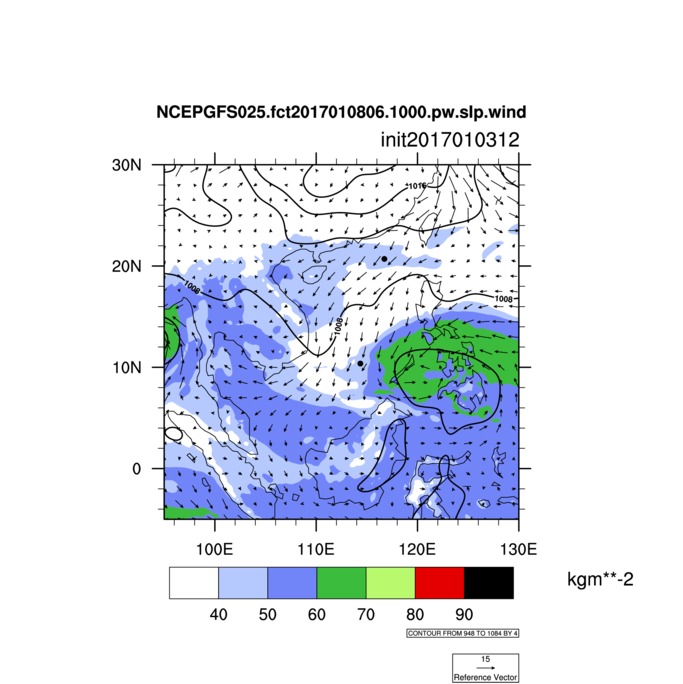 NCEPGFS025.fct2017010806.1000.pw.slp.wind
init2017010312
30N
20N
10N
0
1016
1008
1008
1008
100E 110E 120E 130E
kgm**-2
40 50 60 70 80 90
CONTOUR FROM 948 TO 1084 BY 4
15
Reference Vector